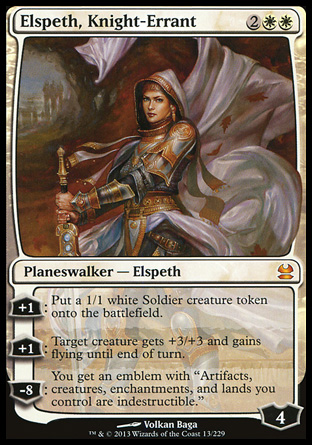 Elspeth, Knight-Errant 2
Planeswalker — Elspeth
+1: Put a 1/1 white Soldier creature token
onto the battlefield.
+1: Target creature gets +3/+3 and gains
flying until end of turn.
-8: You get an emblem with “Artifacts,
creatures, enchantments, and lands you
control are indestructible.”
4
Volkan Baga
™ & © 2013 Wizards of the Coast 13/229